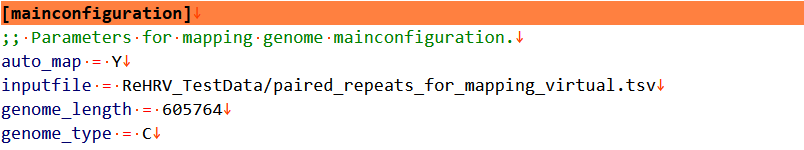 [mainconfiguration]
;; Parameters for mapping genome mainconfiguration.
auto_map = Y
inputfile = ReHRV_TestData/paired_repeats_for_mapping_virtual.tsv
genome_length = 605764
genome_type = C